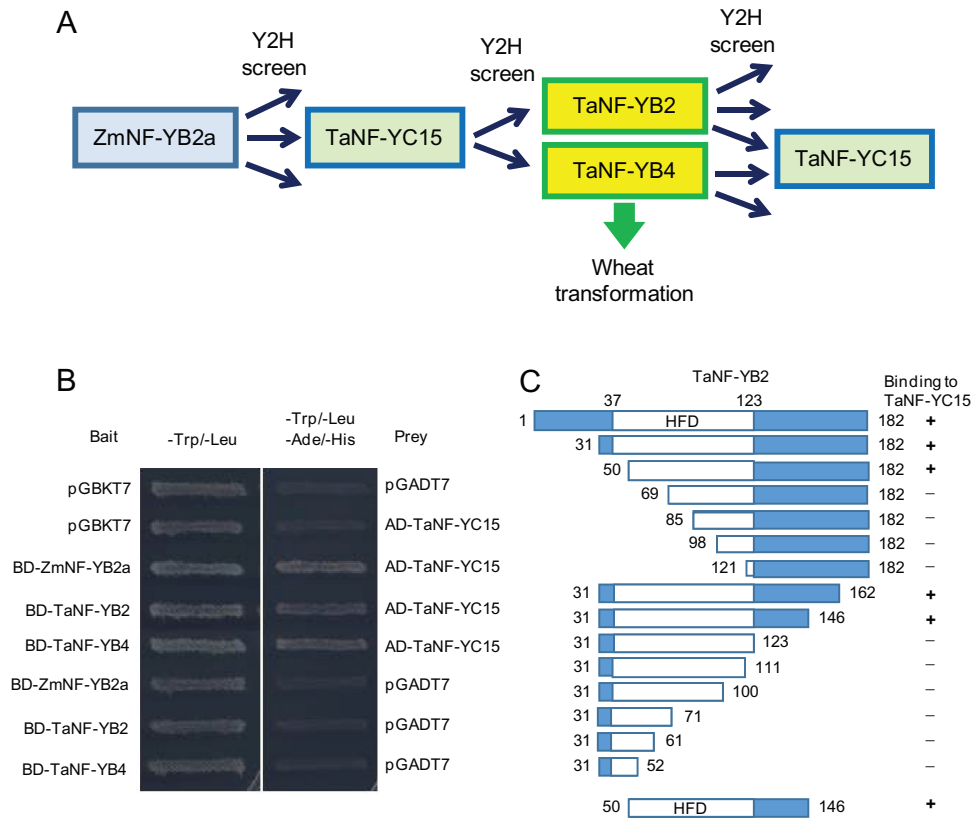 A
Y2H
screen
Y2H
screen
Y2H
screen
ZmNF-YB2a
TaNF-YC15
TaNF-YB2
TaNF-YB4
TaNF-YC15
Wheat
transformation
B
Bait
-Trp/-Leu
-Trp/-Leu
-Ade/-His
Prey
pGBKT7
pGADT7
pGBKT7
AD-TaNF-YC15
BD-ZmNF-YB2a
AD-TaNF-YC15
BD-TaNF-YB2
AD-TaNF-YC15
BD-TaNF-YB4
AD-TaNF-YC15
BD-ZmNF-YB2a
pGADT7
BD-TaNF-YB2
pGADT7
BD-TaNF-YB4
pGADT7
C
TaNF-YB2
Binding to
TaNF-YC15
37 123
1 HFD 182 +
31 182 +
50 182 +
69 182 –
85 182 –
98 182 –
121 182 –
31 162 +
31 146 +
31 123 –
31 111 –
31 100 –
31 71 –
31 61 –
31 52 –
50 HFD 146 +